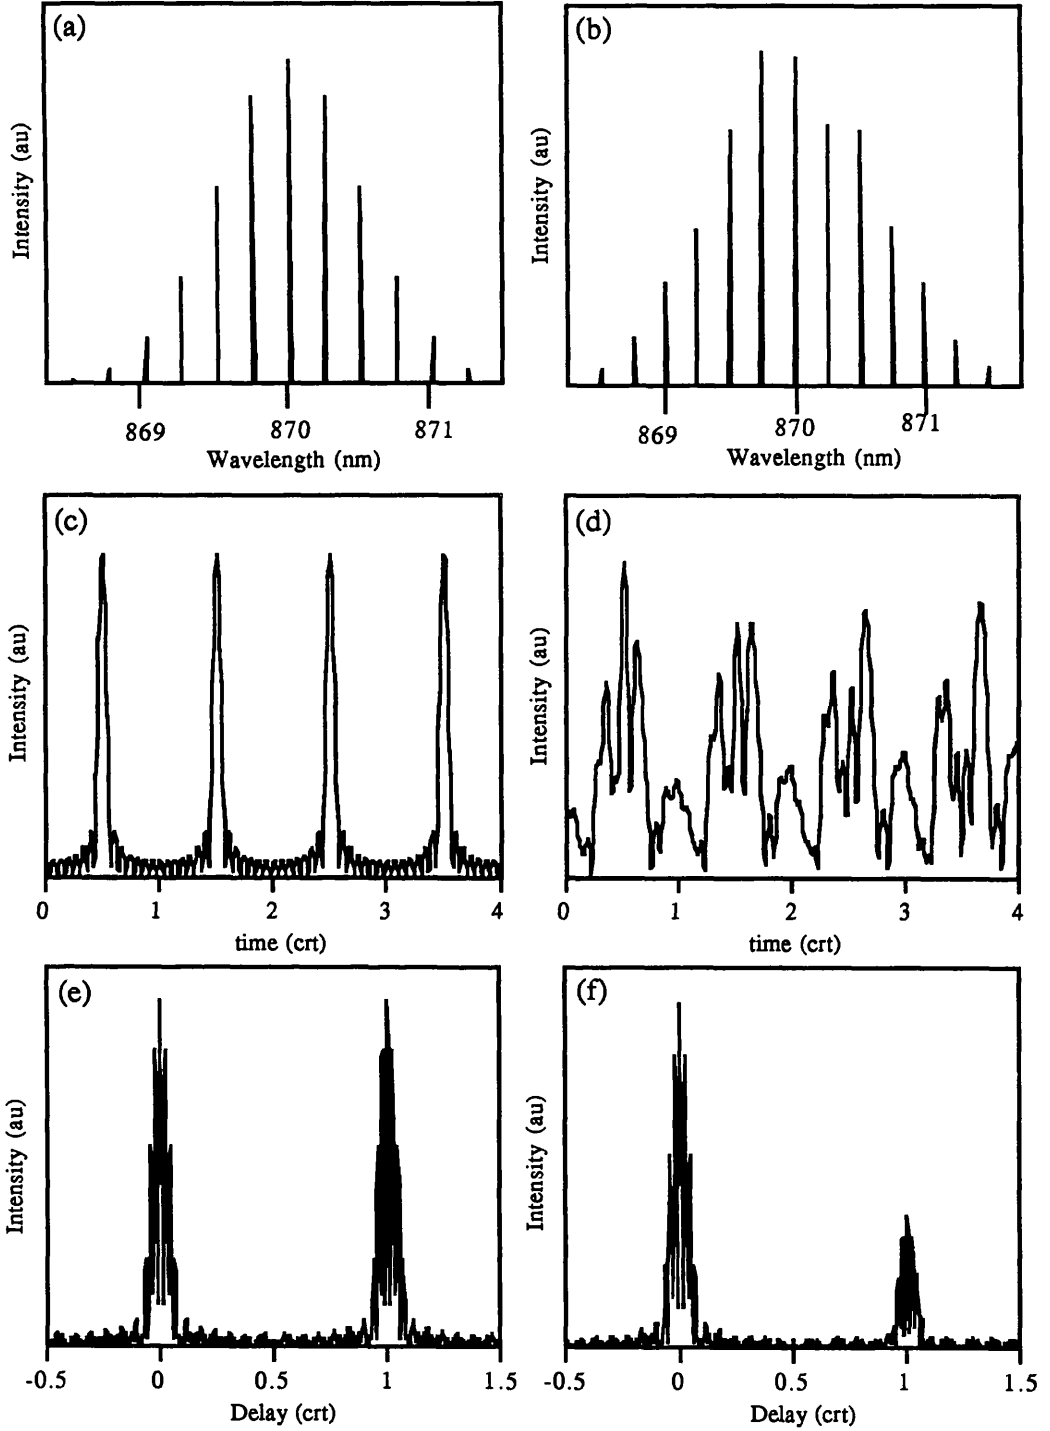 (a)
Intensity (au)
869 870 871
Wavelength (nm)
(b)
Intensity (au)
869 870 871
Wavelength (nm)
(c)
Intensity (au)
0 1 2 3 4
time (crt)
(d)
Intensity (au)
0 1 2 3 4
time (crt)
(e)
Intensity (au)
-0.5 0 0.5 1 1.5
Delay (crt)
(f)
Intensity (au)
-0.5 0 0.5 1 1.5
Delay (crt)